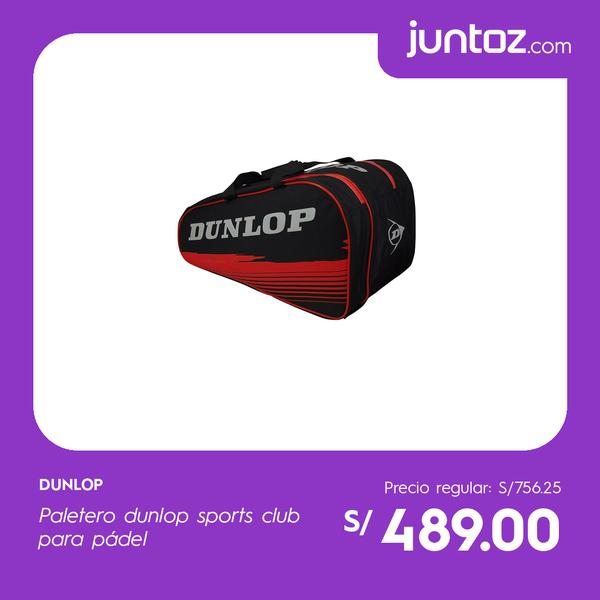 juntoz.com
DUNLOP
DUNLOP
Paletero dunlop sports club
para pádel
Precio regular: S/756.25
S/ 489.00